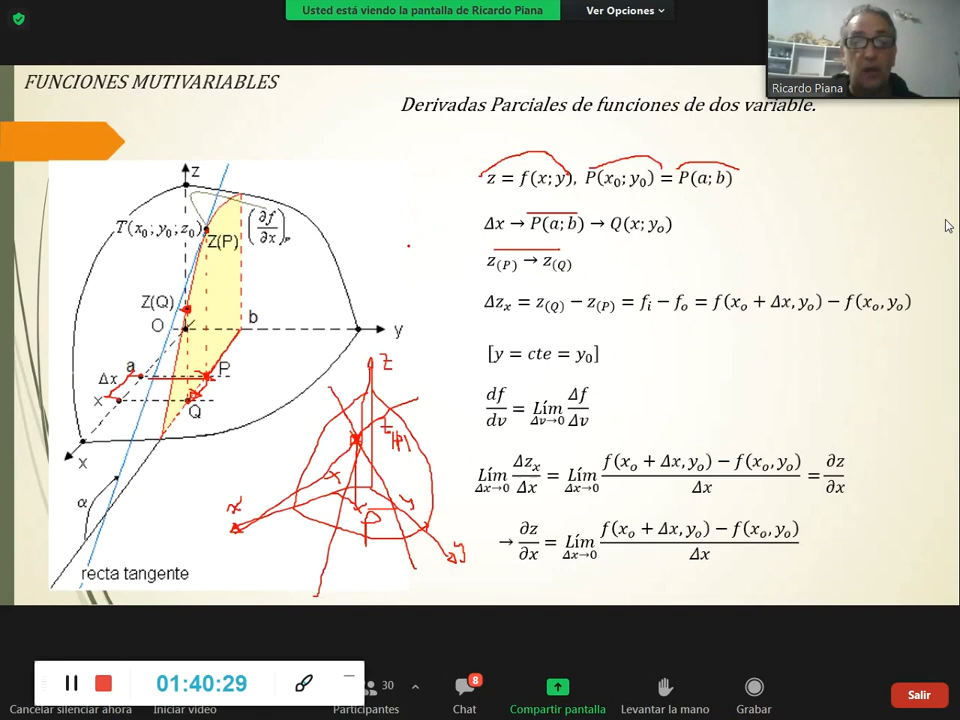 Usted está viendo la pantalla de Ricardo Piana
Ver Opciones
Ricardo Piana
FUNCIONES MUTIVARIABLES
Derivadas Parciales de funciones de dos variable.
z = f(x; y), P(x₀; y₀) = P(a; b)
Δx → P(a; b) → Q(x; yₒ)
z₍P₎ → z₍Q₎
Δzₓ = z₍Q₎ − z₍P₎ = fᵢ − fₒ = f(xₒ + Δx, yₒ) − f(xₒ, yₒ)
[y = cte = y₀]
df/dv = Lím Δv→0 Δf/Δv
Lím Δx→0 Δzₓ/Δx = Lím Δx→0 (f(xₒ + Δx, yₒ) − f(xₒ, yₒ))/Δx = ∂z/∂x
→ ∂z/∂x = Lím Δx→0 (f(xₒ + Δx, yₒ) − f(xₒ, yₒ))/Δx
z
T(x₀; y₀; z₀)
(∂f/∂x)P
Z(P)
Z(Q)
O
b
y
a
P
Δx
x
Q
x
α
recta tangente
z
x
x
y
P
y
01:40:29
30
8
Cancelar silenciar ahora
Iniciar video
Participantes
Chat
Compartir pantalla
Levantar la mano
Grabar
Salir